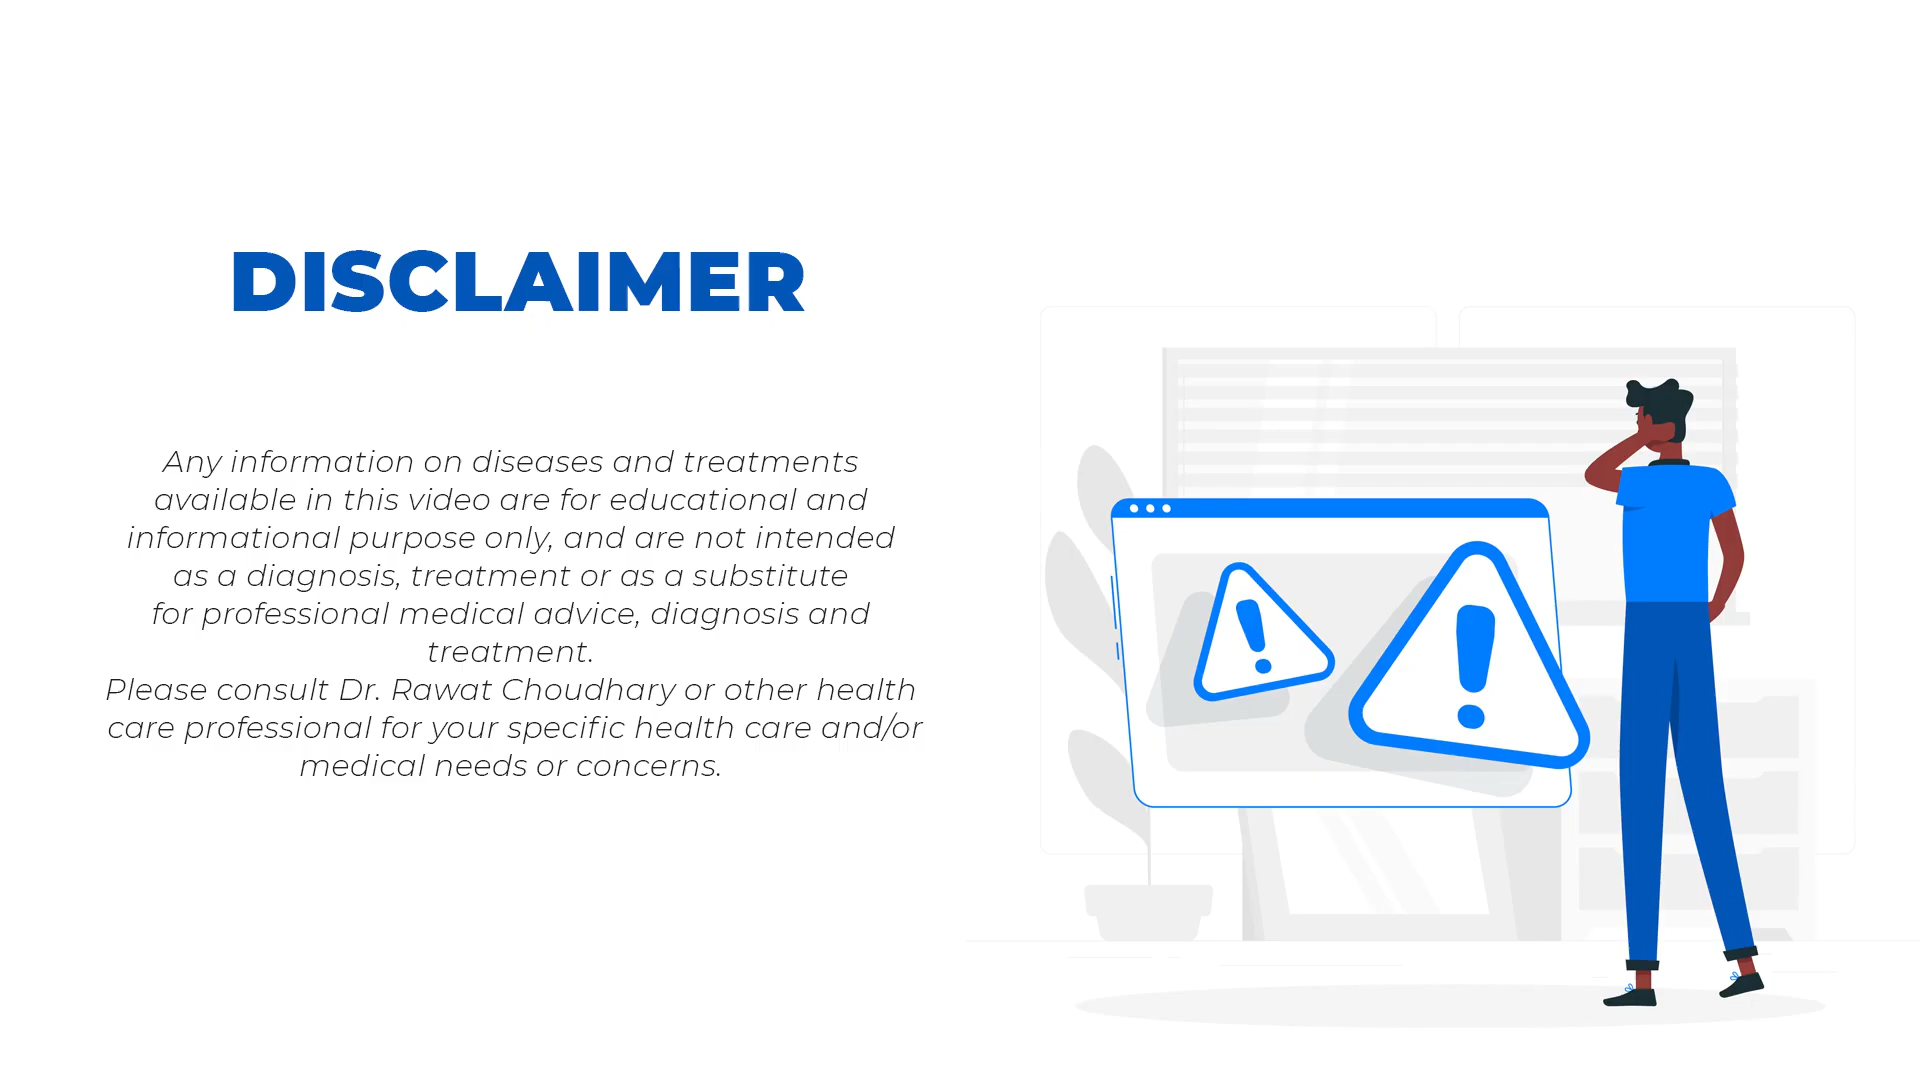 DISCLAIMER
Any information on diseases and treatments
available in this video are for educational and
informational purpose only, and are not intended
as a diagnosis, treatment or as a substitute
for professional medical advice, diagnosis and
treatment.
Please consult Dr. Rawat Choudhary or other health
care professional for your specific health care and/or
medical needs or concerns.